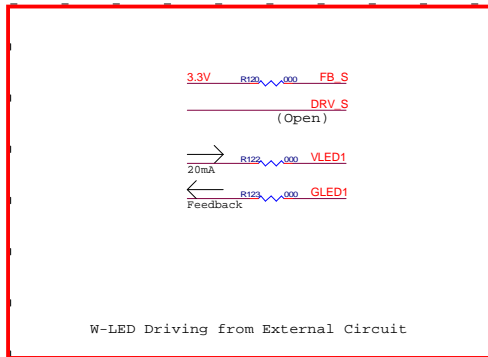 3.3V R120 000 FB_S
DRV_S
(Open)
R122 000 VLED1
20mA
R123 000 GLED1
Feedback
W-LED Driving from External Circuit